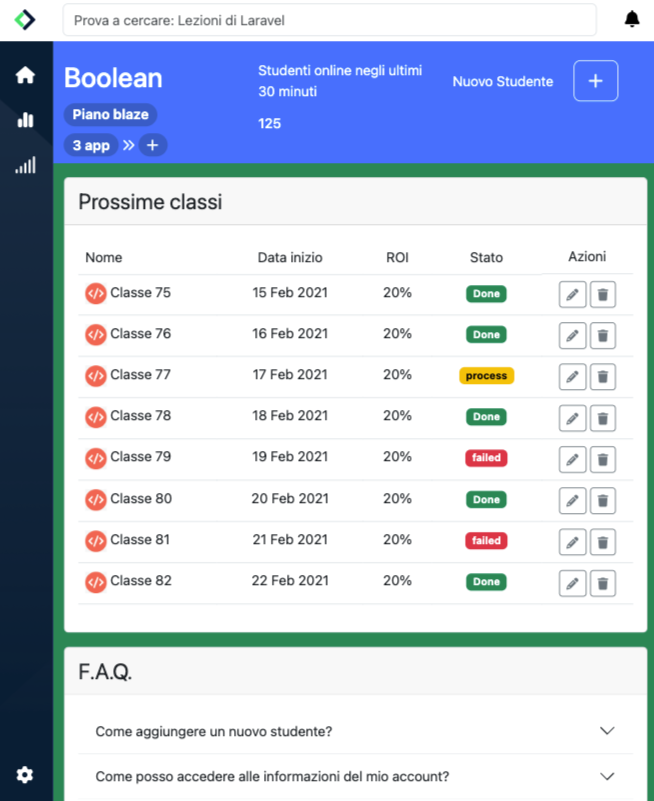 Prova a cercare: Lezioni di Laravel
Boolean
Piano blaze
3 app » +
Studenti online negli ultimi
30 minuti
125
Nuovo Studente +
Prossime classi
Nome Data inizio ROI Stato Azioni
</> Classe 75 15 Feb 2021 20% Done
</> Classe 76 16 Feb 2021 20% Done
</> Classe 77 17 Feb 2021 20% process
</> Classe 78 18 Feb 2021 20% Done
</> Classe 79 19 Feb 2021 20% failed
</> Classe 80 20 Feb 2021 20% Done
</> Classe 81 21 Feb 2021 20% failed
</> Classe 82 22 Feb 2021 20% Done
F.A.Q.
Come aggiungere un nuovo studente?
Come posso accedere alle informazioni del mio account?